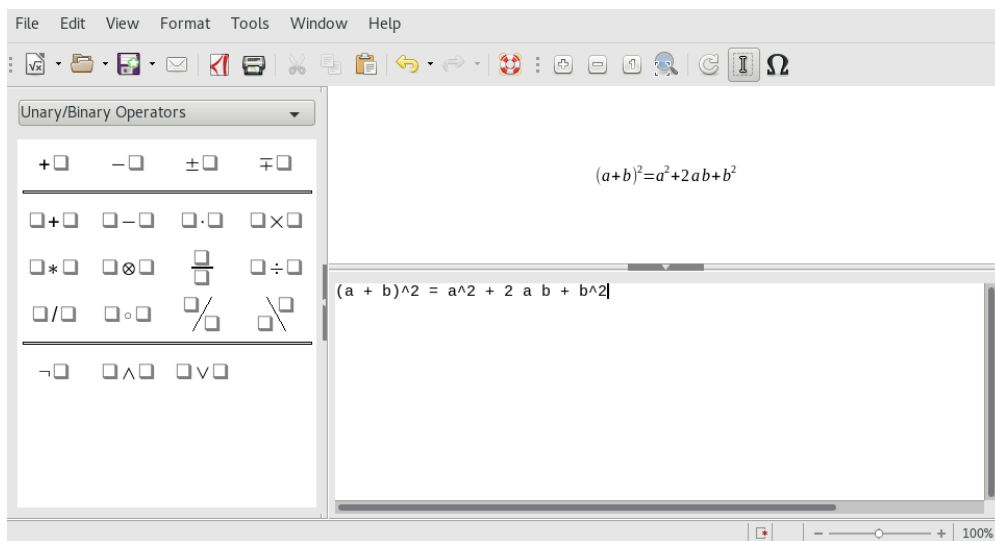 File Edit View Format Tools Window Help
Unary/Binary Operators
+□ −□ ±□ ∓□
□+□ □−□ □·□ □×□
□∗□ □⊗□ □/□ □÷□
□/□ □∘□ □⁄□ □\□
¬□ □∧□ □∨□
(a+b)²=a²+2ab+b²
(a + b)^2 = a^2 + 2 a b + b^2
100%